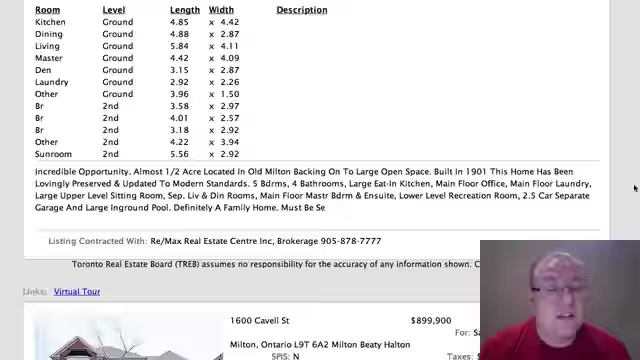 Room Level Length Width Description
Kitchen Ground 4.85 x 4.42
Dining Ground 4.88 x 2.87
Living Ground 5.84 x 4.11
Master Ground 4.42 x 4.09
Den Ground 3.15 x 2.87
Laundry Ground 2.92 x 2.26
Other Ground 3.96 x 1.50
Br 2nd 3.58 x 2.97
Br 2nd 4.01 x 2.57
Br 2nd 3.18 x 2.92
Other 2nd 4.22 x 3.94
Sunroom 2nd 5.56 x 2.92
Incredible Opportunity. Almost 1/2 Acre Located In Old Milton Backing On To Large Open Space. Built In 1901 This Home Has Been
Lovingly Preserved & Updated To Modern Standards. 5 Bdrms, 4 Bathrooms, Large Eat-In Kitchen, Main Floor Office, Main Floor Laundry,
Large Upper Level Sitting Room, Sep. Liv & Din Rooms, Main Floor Mastr Bdrm & Ensuite, Lower Level Recreation Room, 2.5 Car Separate
Garage And Large Inground Pool. Definitely A Family Home. Must Be Se
Listing Contracted With: Re/Max Real Estate Centre Inc, Brokerage 905-878-7777
Toronto Real Estate Board (TREB) assumes no responsibility for the accuracy of any information shown. C
Links: Virtual Tour
1600 Cavell St $899,900
For: Sa
Milton, Ontario L9T 6A2 Milton Beaty Halton
SPIS: N Taxes: